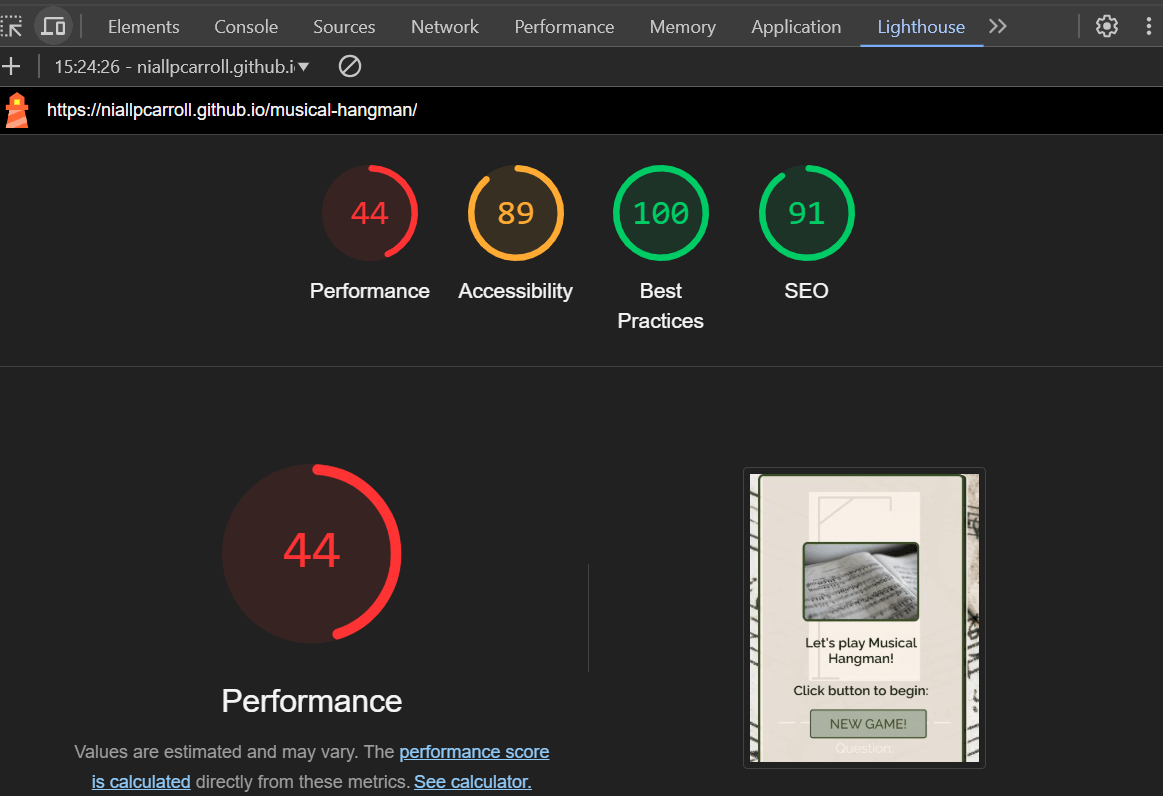 Elements Console Sources Network Performance Memory Application Lighthouse
15:24:26 - niallpcarroll.github.i
https://niallpcarroll.github.io/musical-hangman/
44 89 100 91
Performance Accessibility Best Practices SEO
44
Performance
Values are estimated and may vary. The performance score
is calculated directly from these metrics. See calculator.
Let's play Musical
Hangman!
Click button to begin:
NEW GAME!
Question: